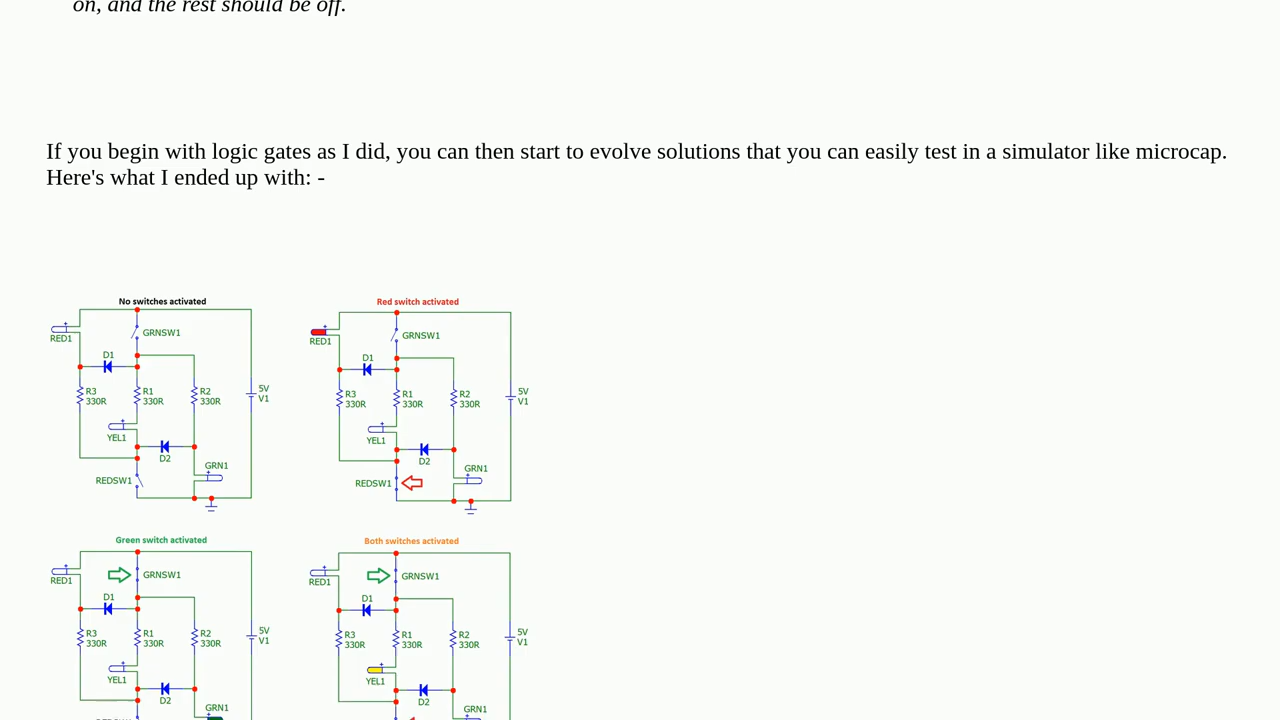 on, and the rest should be off.
If you begin with logic gates as I did, you can then start to evolve solutions that you can easily test in a simulator like microcap.
Here's what I ended up with: -
No switches activated
RED1
GRNSW1
D1
R3
330R
R1
330R
R2
330R
5V
V1
YEL1
D2
GRN1
REDSW1
Red switch activated
RED1
GRNSW1
D1
R3
330R
R1
330R
R2
330R
5V
V1
YEL1
D2
GRN1
REDSW1
Green switch activated
RED1
GRNSW1
D1
R3
330R
R1
330R
R2
330R
5V
V1
YEL1
D2
GRN1
Both switches activated
RED1
GRNSW1
D1
R3
330R
R1
330R
R2
330R
5V
V1
YEL1
D2
GRN1